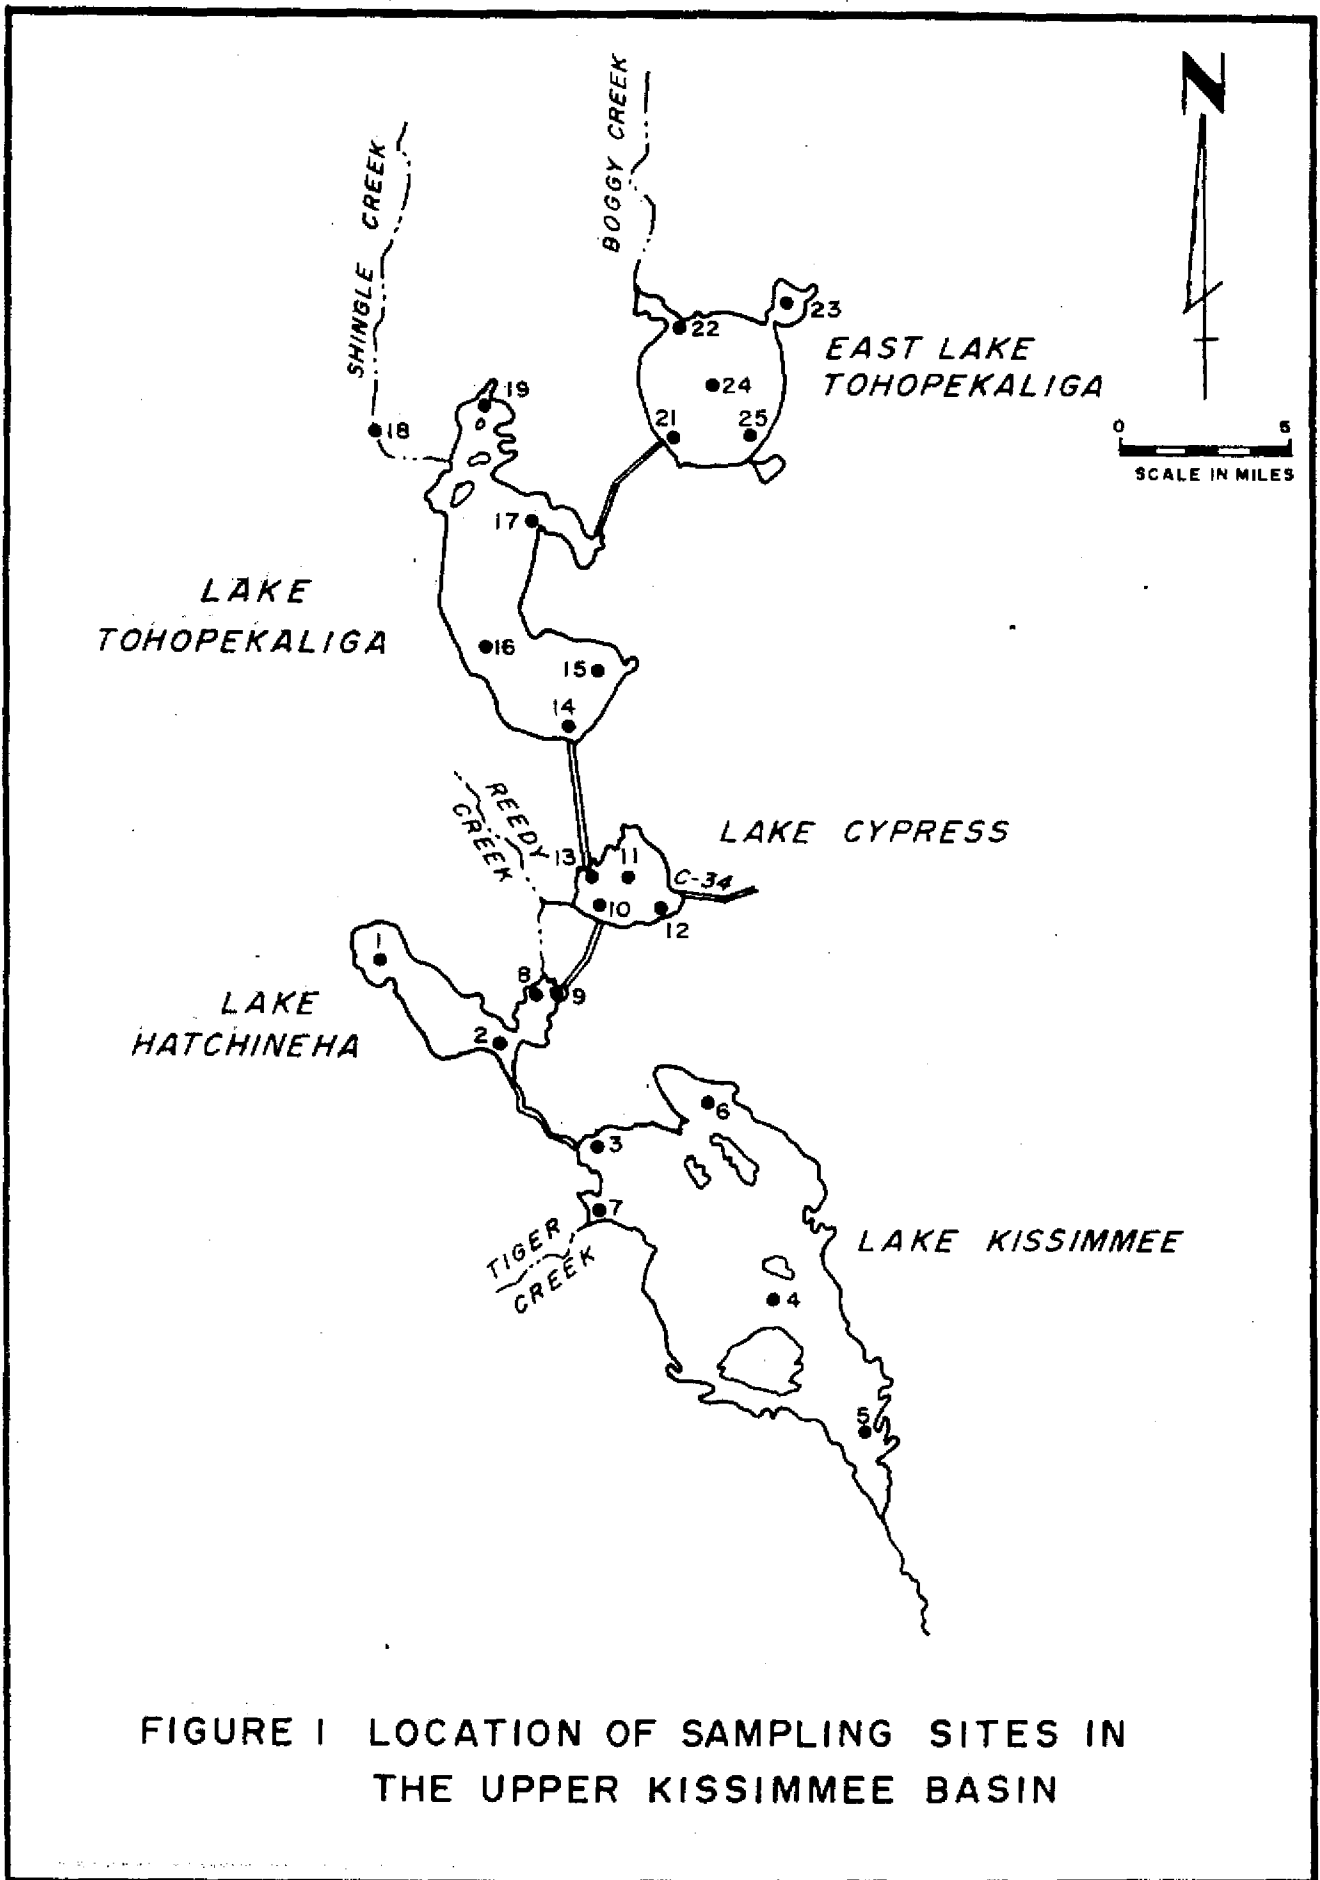 N
BOGGY CREEK
SHINGLE CREEK
23
22
EAST LAKE
TOHOPEKALIGA
24
19
21
25
18
0 5
SCALE IN MILES
17
LAKE
TOHOPEKALIGA
16
15
14
REEDY
CREEK
LAKE CYPRESS
13
11
C-34
10
12
1
8
9
LAKE
HATCHINEHA
2
6
3
7
TIGER
CREEK
LAKE KISSIMMEE
4
5
FIGURE 1 LOCATION OF SAMPLING SITES IN
THE UPPER KISSIMMEE BASIN